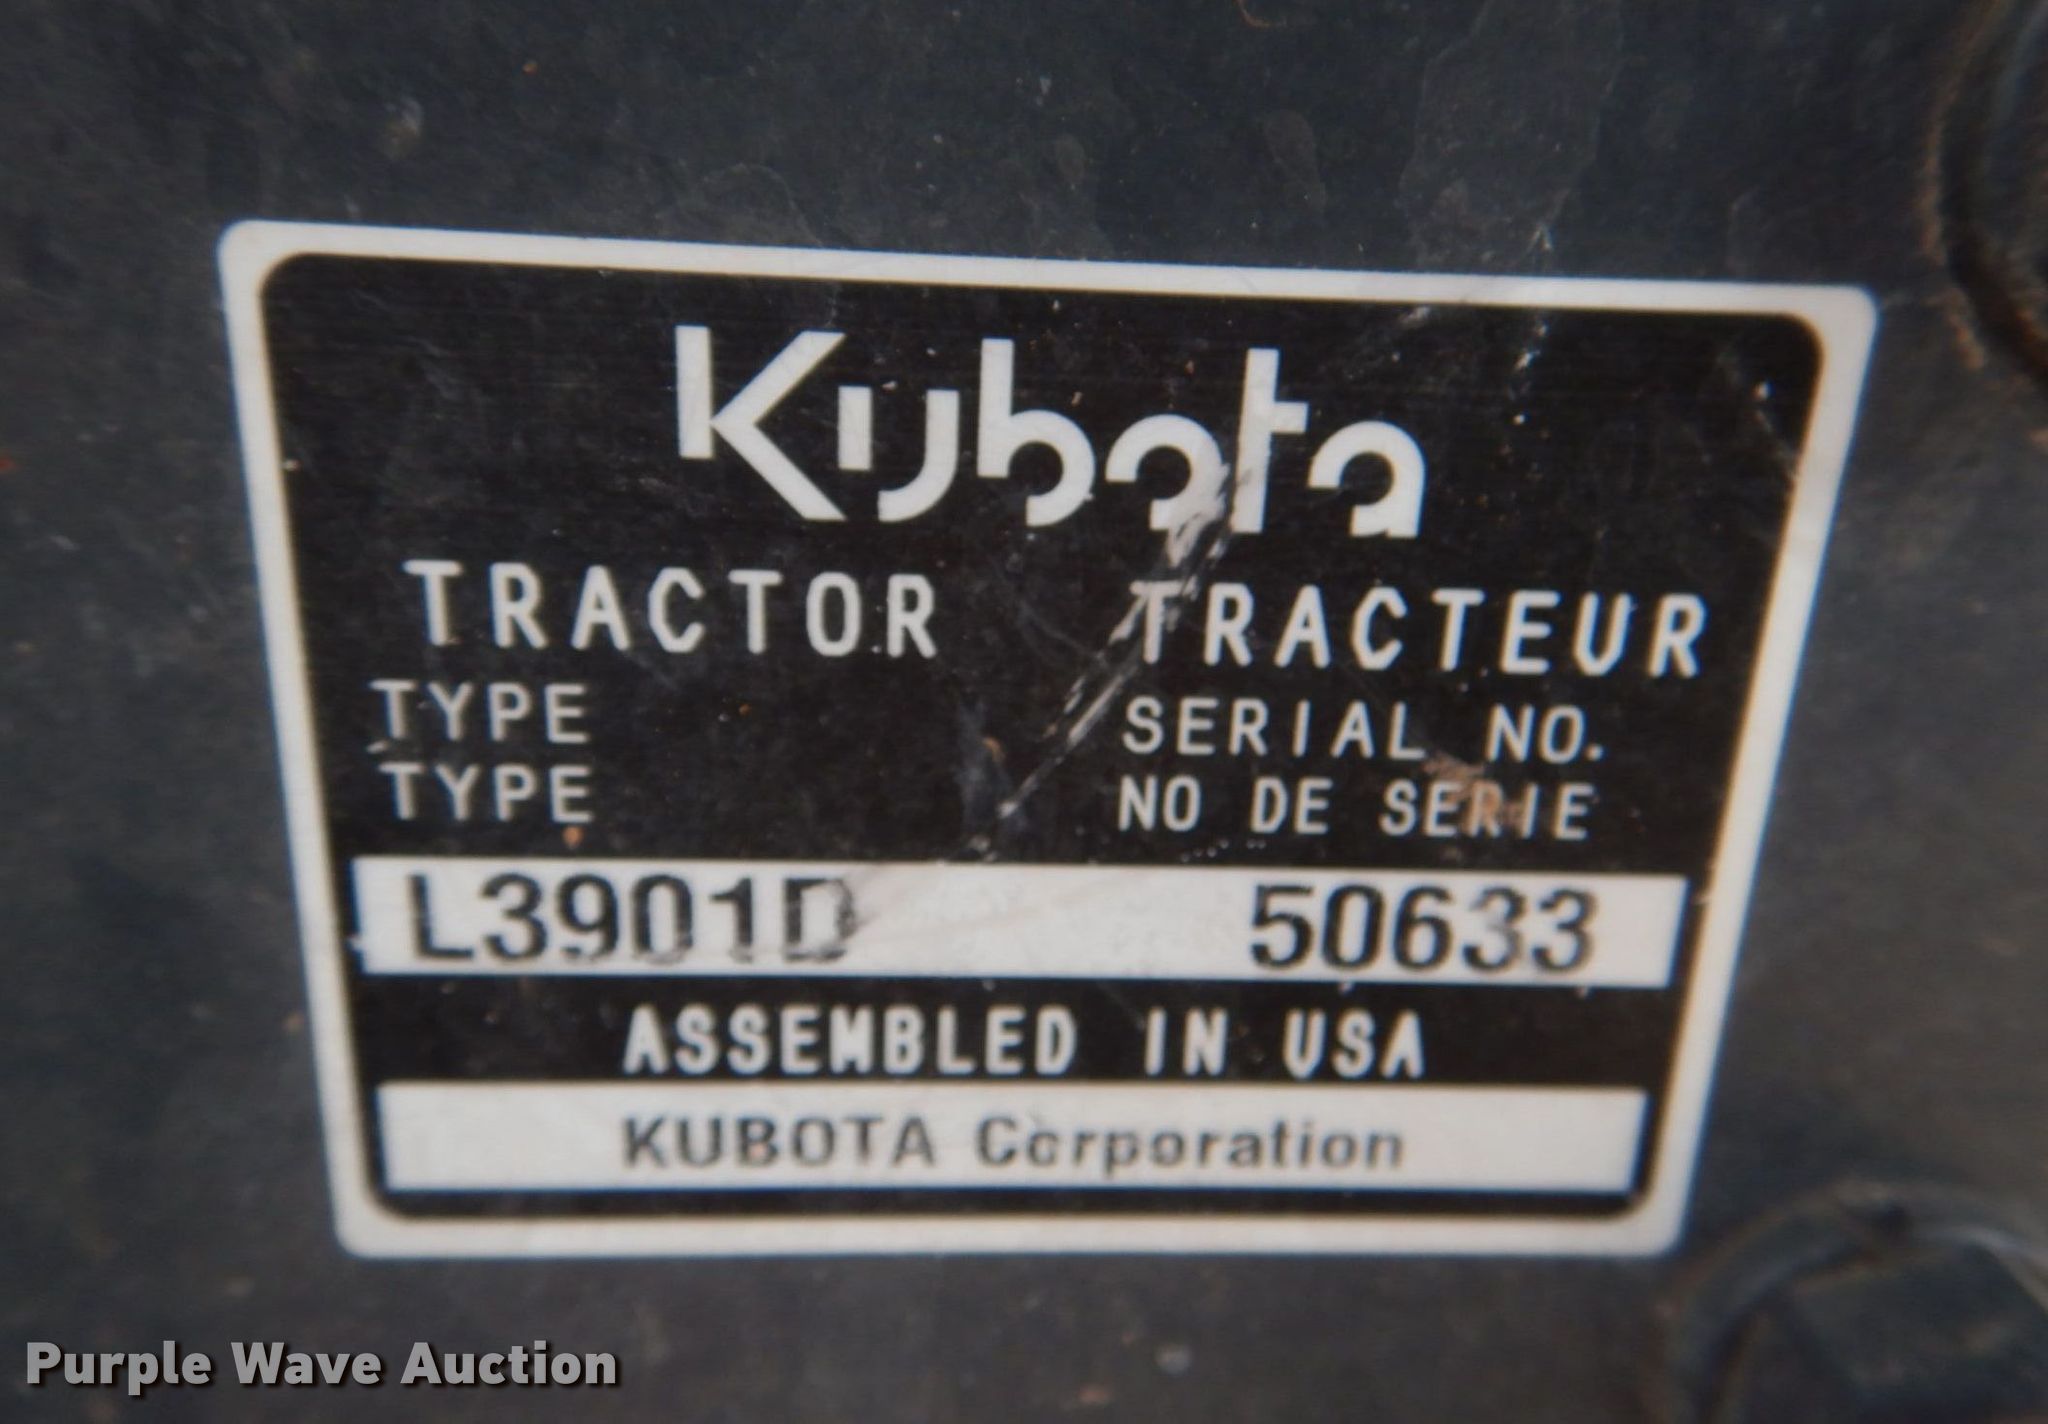 Kubota
TRACTOR TRACTEUR
TYPE SERIAL NO.
TYPE NO DE SERIE
L3901D 50633
ASSEMBLED IN USA
KUBOTA Corporation
Purple Wave Auction